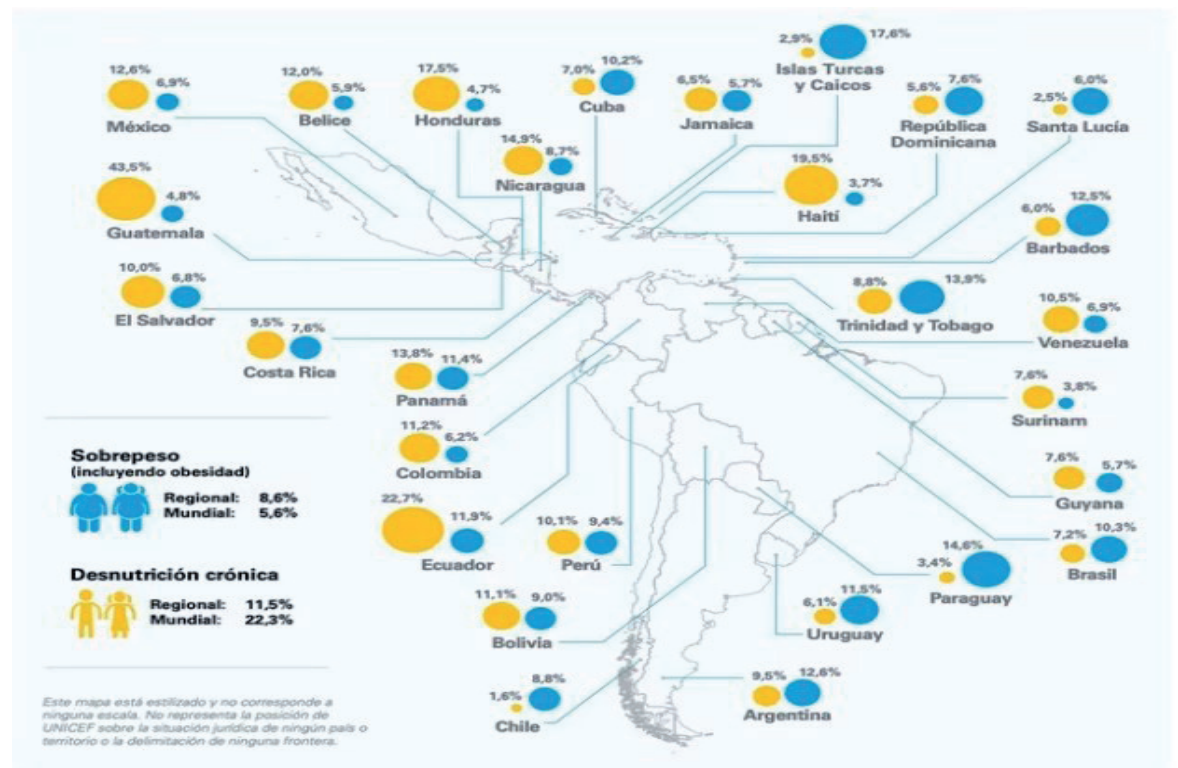 12,6%
6,9%
México
12,0%
5,9%
Belice
17,5%
4,7%
Honduras
7,0%
10,2%
Cuba
6,5%
5,7%
Jamaica
2,9%
17,6%
Islas Turcas
y Caicos
5,6%
7,6%
República
Dominicana
2,5%
6,0%
Santa Lucía
43,5%
4,8%
Guatemala
14,9%
8,7%
Nicaragua
19,5%
3,7%
Haití
6,0%
12,5%
Barbados
10,0%
6,8%
El Salvador
8,8%
13,9%
Trinidad y Tobago
9,5%
7,6%
Costa Rica
10,5%
6,9%
Venezuela
13,8%
11,4%
Panamá
7,6%
3,8%
Surinam
11,2%
6,2%
Colombia
7,6%
5,7%
Guyana
22,7%
11,9%
Ecuador
10,1%
9,4%
Perú
7,2%
10,3%
Brasil
3,4%
14,6%
Paraguay
11,1%
9,0%
Bolivia
6,1%
11,5%
Uruguay
1,6%
8,8%
Chile
9,5%
12,6%
Argentina
Sobrepeso
(incluyendo obesidad)
Regional: 8,6%
Mundial: 5,6%
Desnutrición crónica
Regional: 11,5%
Mundial: 22,3%
Este mapa está estilizado y no corresponde a
ninguna escala. No representa la posición de
UNICEF sobre la situación jurídica de ningún país o
territorio o la delimitación de ninguna frontera.